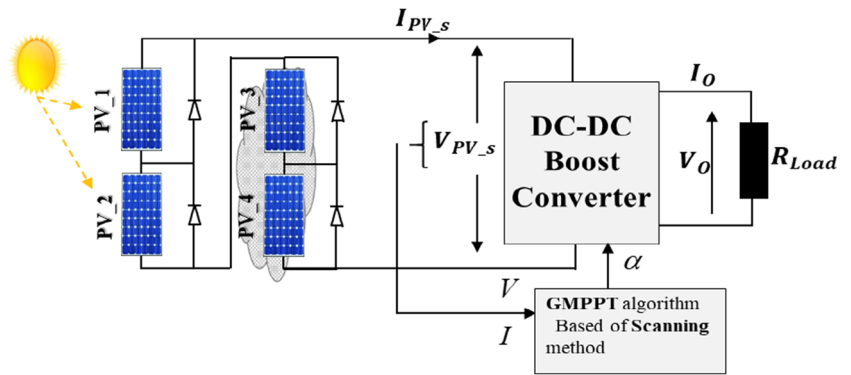 I_PV_s
PV_1
PV_2
PV_3
PV_4
V_PV_s
DC-DC
Boost
Converter
I_O
V_O
R_Load
α
V
I
GMPPT algorithm
Based of Scanning
method